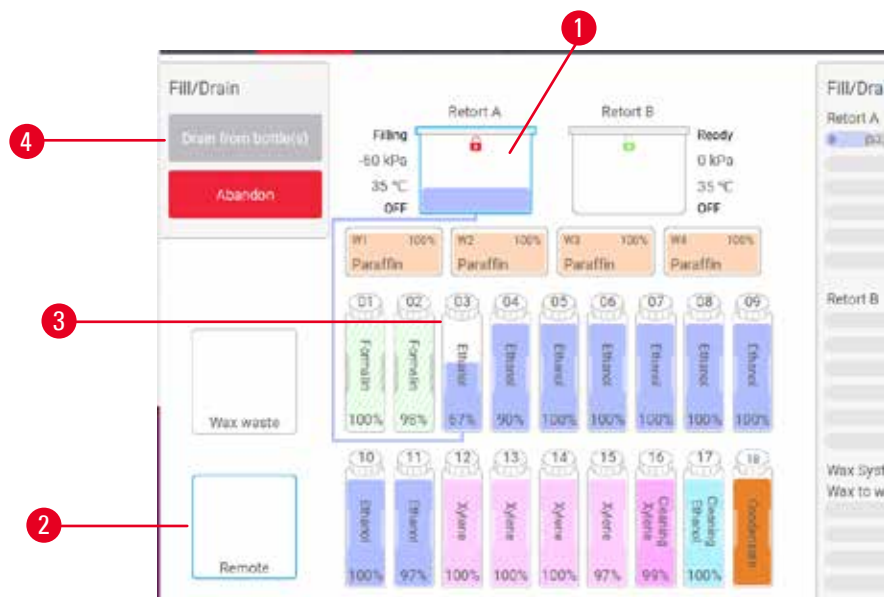 1
Fill/Drain
Drain from bottle(s)
Abandon
4
Retort A
Retort B
Filling
-60 kPa
35 °C
OFF
Ready
0 kPa
35 °C
OFF
W1 100%
Paraffin
W2 100%
Paraffin
W3 100%
Paraffin
W4 100%
Paraffin
3
01 02 03 04 05 06 07 08 09
Formalin Formalin Ethanol Ethanol Ethanol Ethanol Ethanol Ethanol Ethanol
100% 98% 67% 90% 100% 100% 100% 100% 100%
Wax waste
10 11 12 13 14 15 16 17 18
Ethanol Ethanol Xylene Xylene Xylene Xylene Cleaning Xylene Cleaning Ethanol Condensate
100% 97% 100% 100% 100% 97% 99% 100%
2
Remote
Fill/Dra
Retort A
Retort B
Wax Syst
Wax to w